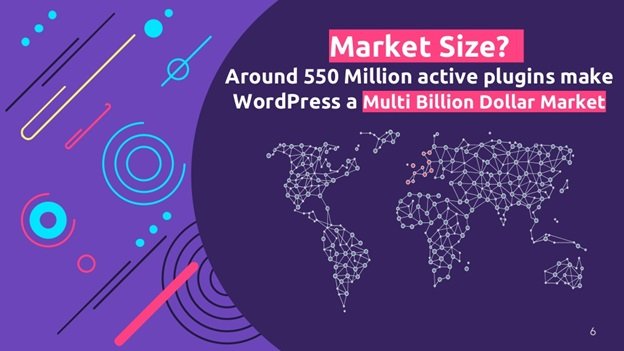 Market Size?
Around 550 Million active plugins make
WordPress a Multi Billion Dollar Market
6